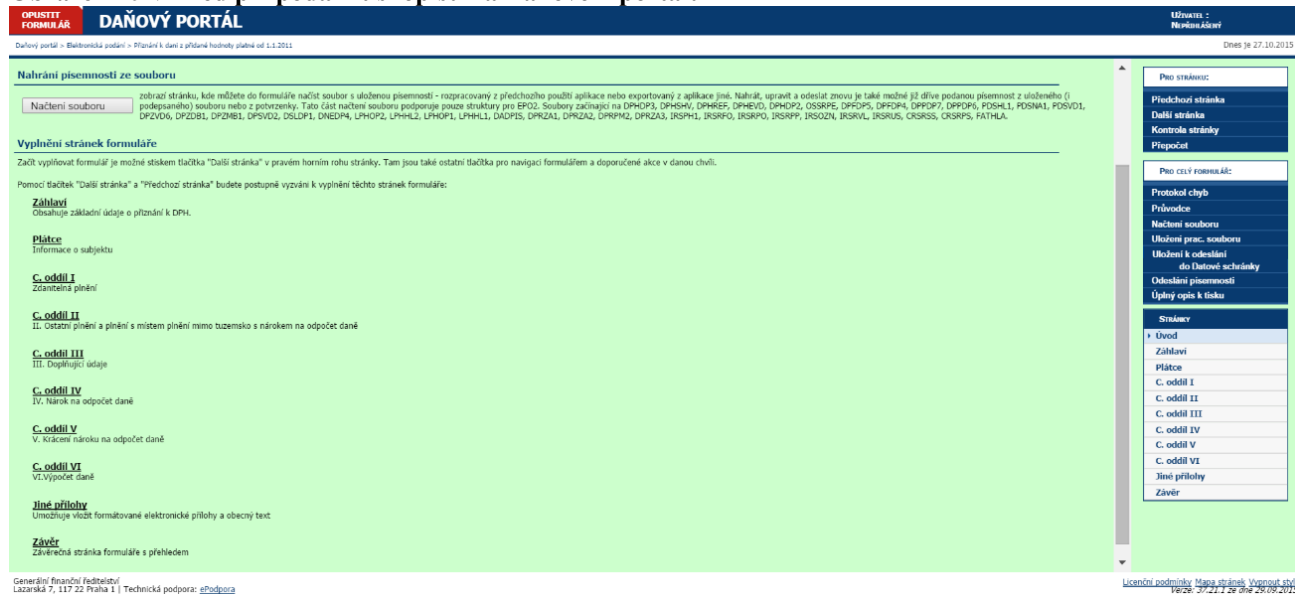 OPUSTIT
FORMULÁŘ
DAŇOVÝ PORTÁL
UŽIVATEL :
NEPŘIHLÁŠENÝ
Daňový portál > Elektronická podání > Přiznání k dani z přidané hodnoty platné od 1.1.2011
Dnes je 27.10.2015
Nahrání písemnosti ze souboru
Načtení souboru
zobrazí stránku, kde můžete do formuláře načíst soubor s uloženou písemností - rozpracovaný z předchozího použití aplikace nebo exportovaný z aplikace jiné. Nahrát, upravit a odeslat znovu je také možné již dříve podanou písemnost z uloženého (i
podepsaného) souboru nebo z potvrzenky. Tato část načtení souboru podporuje pouze struktury pro EPO2. Soubory začínající na DPHDP3, DPHSHV, DPHREF, DPHEVD, DPHDP2, OSSRPE, DPFDP5, DPFDP4, DPPDP7, DPPDP6, PDSHL1, PDSNA1, PDSVD1,
DPZVD6, DPZDB1, DPZMB1, DPSVD2, DSLDP1, DNEDP4, LPHOP2, LPHHL2, LPHOP1, LPHHL1, DADPIS, DPRZA1, DPRZA2, DPRPM2, DPRZA3, IRSPH1, IRSRFO, IRSRPO, IRSRPP, IRSOZN, IRSRVL, IRSRUS, CRSRSS, CRSRPS, FATHLA.
Vyplnění stránek formuláře
Začít vyplňovat formulář je možné stiskem tlačítka "Další stránka" v pravém horním rohu stránky. Tam jsou také ostatní tlačítka pro navigaci formulářem a doporučené akce v danou chvíli.
Pomocí tlačítek "Další stránka" a "Předchozí stránka" budete postupně vyzváni k vyplnění těchto stránek formuláře:
Záhlaví
Obsahuje základní údaje o přiznání k DPH.
Plátce
Informace o subjektu
C. oddíl I
Zdanitelná plnění
C. oddíl II
II. Ostatní plnění a plnění s místem plnění mimo tuzemsko s nárokem na odpočet daně
C. oddíl III
III. Doplňující údaje
C. oddíl IV
IV. Nárok na odpočet daně
C. oddíl V
V. Krácení nároku na odpočet daně
C. oddíl VI
VI.Výpočet daně
Jiné přílohy
Umožňuje vložit formátované elektronické přílohy a obecný text
Závěr
Závěrečná stránka formuláře s přehledem
PRO STRÁNKU:
Předchozí stránka
Další stránka
Kontrola stránky
Přepočet
PRO CELÝ FORMULÁŘ:
Protokol chyb
Průvodce
Načtení souboru
Uložení prac. souboru
Uložení k odeslání
do Datové schránky
Odeslání písemnosti
Úplný opis k tisku
STRÁNKY
Úvod
Záhlaví
Plátce
C. oddíl I
C. oddíl II
C. oddíl III
C. oddíl IV
C. oddíl V
C. oddíl VI
Jiné přílohy
Závěr
Generální finanční ředitelství
Lazarská 7, 117 22 Praha 1 | Technická podpora: ePodpora
Licenční podmínky Mapa stránek Vypnout styl
Verze: 37.21.1 ze dne 29.09.2015